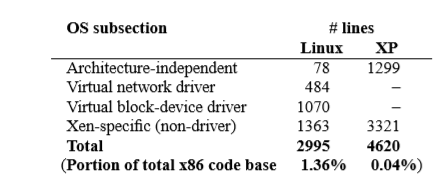 OS subsection # lines
Linux XP
Architecture-independent 78 1299
Virtual network driver 484 –
Virtual block-device driver 1070 –
Xen-specific (non-driver) 1363 3321
Total 2995 4620
(Portion of total x86 code base 1.36% 0.04%)